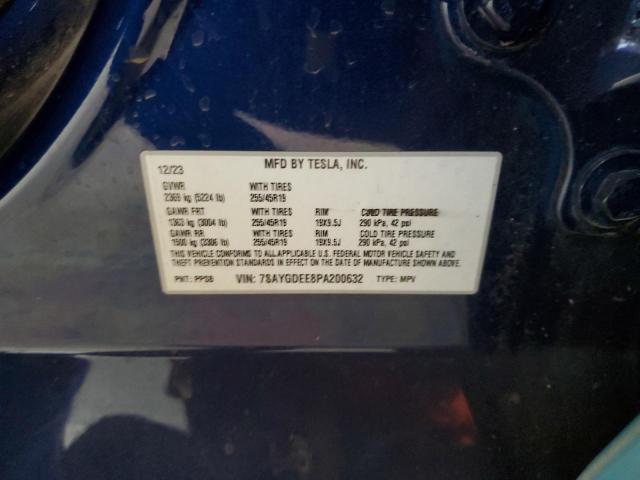 12/23 MFD BY TESLA, INC.
GVWR WITH TIRES
2369 kg (5224 lb) 255/45R19
GAWR FRT WITH TIRES RIM COLD TIRE PRESSURE
1363 kg (3004 lb) 255/45R19 19X9.5J 290 kPa, 42 psi
GAWR RR WITH TIRES RIM COLD TIRE PRESSURE
1500 kg (3306 lb) 255/45R19 19X9.5J 290 kPa, 42 psi
THIS VEHICLE CONFORMS TO ALL APPLICABLE U.S. FEDERAL MOTOR VEHICLE SAFETY AND
THEFT PREVENTION STANDARDS IN EFFECT ON THE DATE OF MANUFACTURE SHOWN ABOVE.
PNT: PPSB VIN: 7SAYGDEE8PA200632 TYPE: MPV